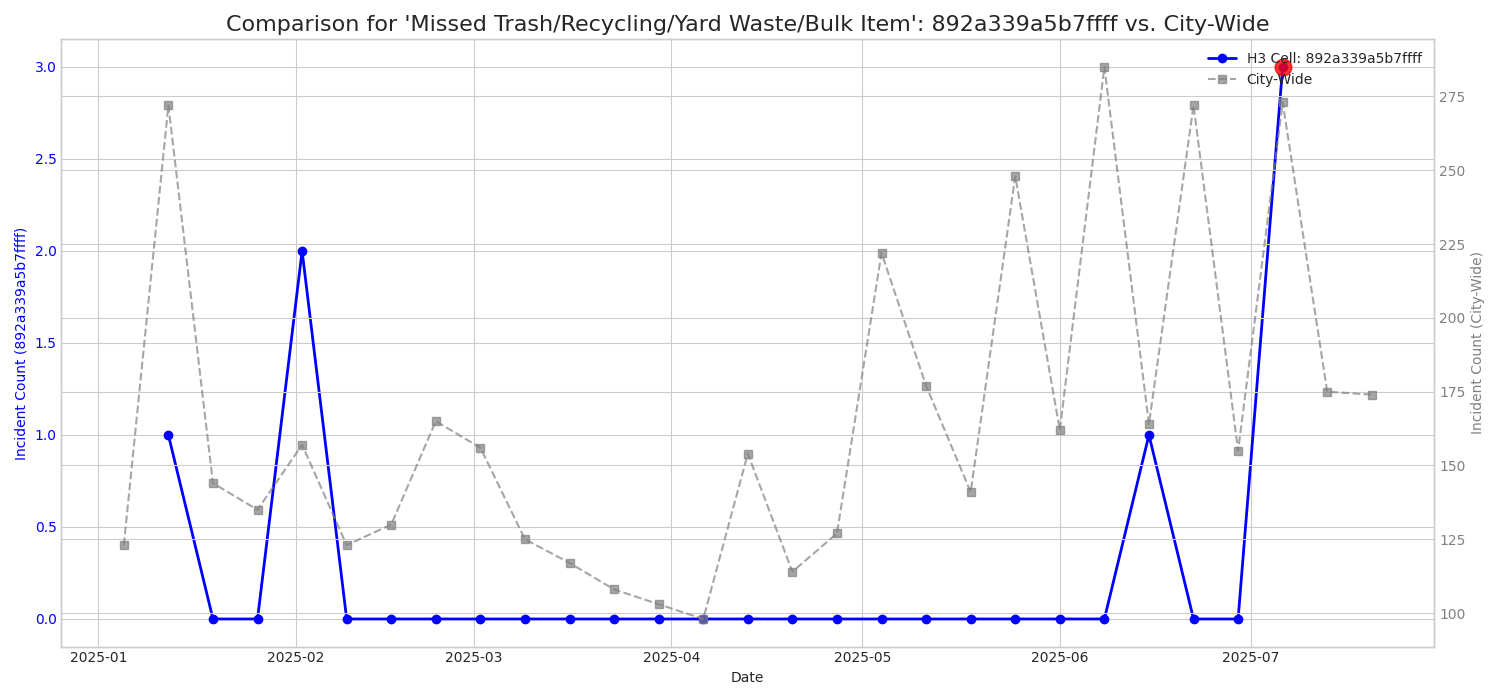 Comparison for 'Missed Trash/Recycling/Yard Waste/Bulk Item': 892a339a5b7ffff vs. City-Wide
H3 Cell: 892a339a5b7ffff
City-Wide
Incident Count (892a339a5b7ffff)
3.0
2.5
2.0
1.5
1.0
0.5
0.0
275
250
225
200
175
150
125
100
Incident Count (City-Wide)
2025-01 2025-02 2025-03 2025-04 2025-05 2025-06 2025-07
Date